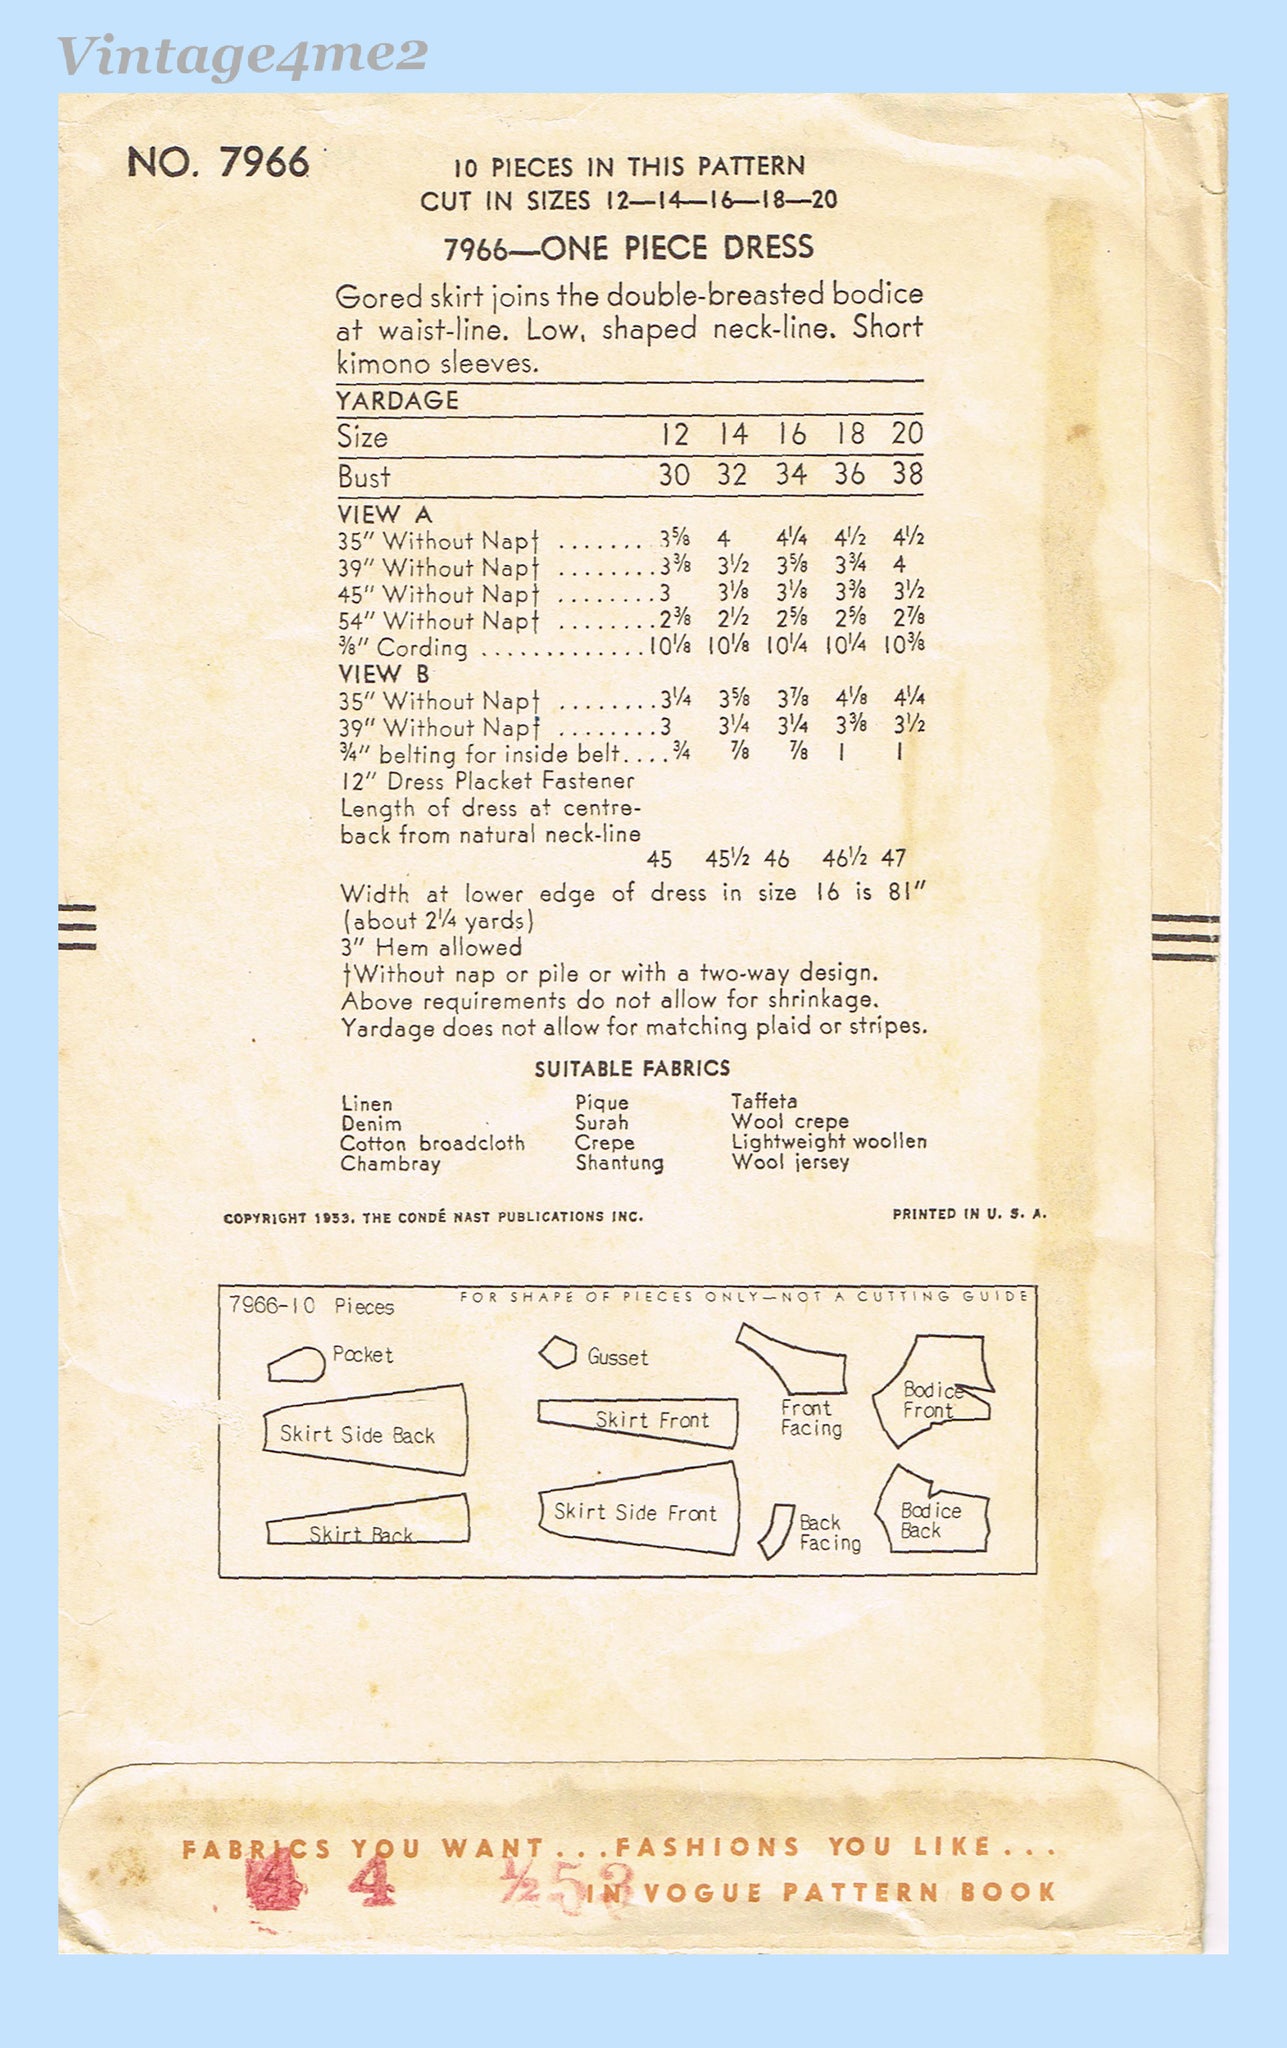 Vintage4me2
NO. 7966
10 PIECES IN THIS PATTERN
CUT IN SIZES 12—14—16—18—20
7966—ONE PIECE DRESS
Gored skirt joins the double-breasted bodice
at waist-line. Low, shaped neck-line. Short
kimono sleeves.
YARDAGE
Size 12 14 16 18 20
Bust 30 32 34 36 38
VIEW A
35" Without Nap† ........3⅝ 4 4¼ 4½ 4½
39" Without Nap† ........3⅜ 3½ 3⅝ 3¾ 4
45" Without Nap† ........3 3⅛ 3⅛ 3⅜ 3½
54" Without Nap† ........2⅜ 2½ 2⅝ 2⅝ 2⅞
⅜" Cording .............10⅛ 10⅛ 10¼ 10¼ 10⅜
VIEW B
35" Without Nap† ........3¼ 3⅝ 3⅞ 4⅛ 4¼
39" Without Nap† ........3 3¼ 3¼ 3⅜ 3½
¾" belting for inside belt....¾ ⅞ ⅞ 1 1
12" Dress Placket Fastener
Length of dress at centre-
back from natural neck-line
45 45½ 46 46½ 47
Width at lower edge of dress in size 16 is 81"
(about 2¼ yards)
3" Hem allowed
†Without nap or pile or with a two-way design.
Above requirements do not allow for shrinkage.
Yardage does not allow for matching plaid or stripes.
SUITABLE FABRICS
Linen Pique Taffeta
Denim Surah Wool crepe
Cotton broadcloth Crepe Lightweight woollen
Chambray Shantung Wool jersey
COPYRIGHT 1953, THE CONDÉ NAST PUBLICATIONS INC. PRINTED IN U. S. A.
7966-10 Pieces FOR SHAPE OF PIECES ONLY—NOT A CUTTING GUIDE
Pocket
Gusset
Front
Facing
Bodice
Front
Skirt Side Back
Skirt Front
Skirt Back
Skirt Side Front
Back
Facing
Bodice
Back
FABRICS YOU WANT...FASHIONS YOU LIKE...
4 ½ 53
IN VOGUE PATTERN BOOK